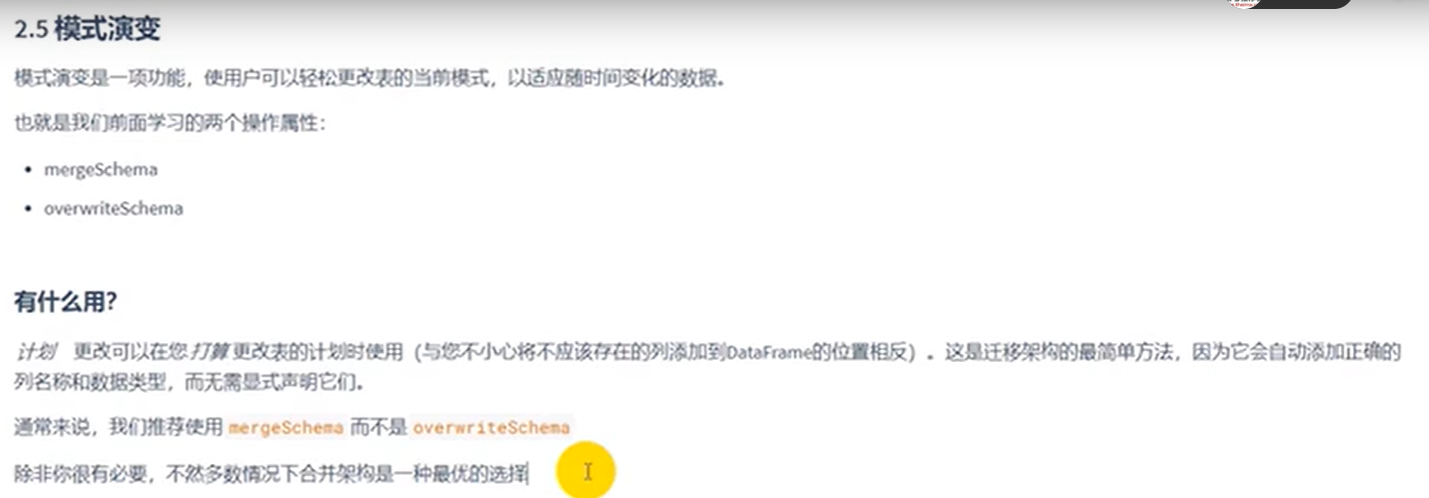 2.5 模式演变
模式演变是一项功能，使用户可以轻松更改表的当前模式，以适应随时间变化的数据。
也就是我们前面学习的两个操作属性：
• mergeSchema
• overwriteSchema
有什么用？
计划 更改可以在您打算更改表的计划时使用（与您不小心将不应该存在的列添加到DataFrame的位置相反）。这是迁移架构的最简单方法，因为它会自动添加正确的
列名称和数据类型，而无需显式声明它们。
通常来说，我们推荐使用 mergeSchema 而不是 overwriteSchema
除非你很有必要，不然多数情况下合并架构是一种最优的选择